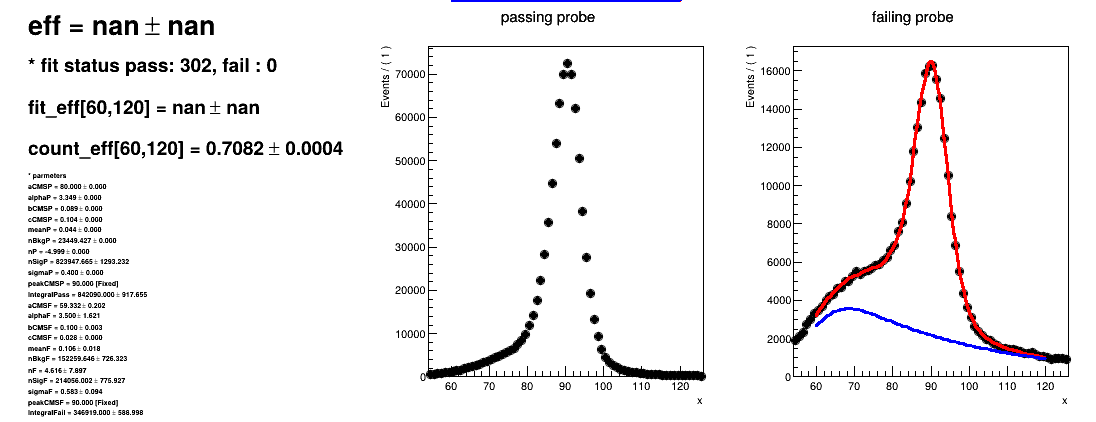 eff = nan ± nan
* fit status pass: 302, fail : 0
fit_eff[60,120] = nan ± nan
count_eff[60,120] = 0.7082 ± 0.0004
* parmeters
aCMSP = 80.000 ± 0.000
alphaP = 3.349 ± 0.000
bCMSP = 0.089 ± 0.000
cCMSP = 0.104 ± 0.000
meanP = 0.044 ± 0.000
nBkgP = 23449.427 ± 0.000
nP = -4.999 ± 0.000
nSigP = 823947.665 ± 1293.232
sigmaP = 0.400 ± 0.000
peakCMSP = 90.000 [Fixed]
IntegralPass = 842090.000 ± 917.655
aCMSF = 59.332 ± 0.202
alphaF = 3.500 ± 1.621
bCMSF = 0.100 ± 0.003
cCMSF = 0.028 ± 0.000
meanF = 0.106 ± 0.018
nBkgF = 152259.646 ± 726.323
nF = 4.616 ± 7.897
nSigF = 214056.002 ± 775.927
sigmaF = 0.583 ± 0.094
peakCMSF = 90.000 [Fixed]
IntegralFail = 346919.000 ± 588.998
passing probe
Events / ( 1 )
70000
60000
50000
40000
30000
20000
10000
0
60 70 80 90 100 110 120
x
failing probe
Events / ( 1 )
16000
14000
12000
10000
8000
6000
4000
2000
0
60 70 80 90 100 110 120
x